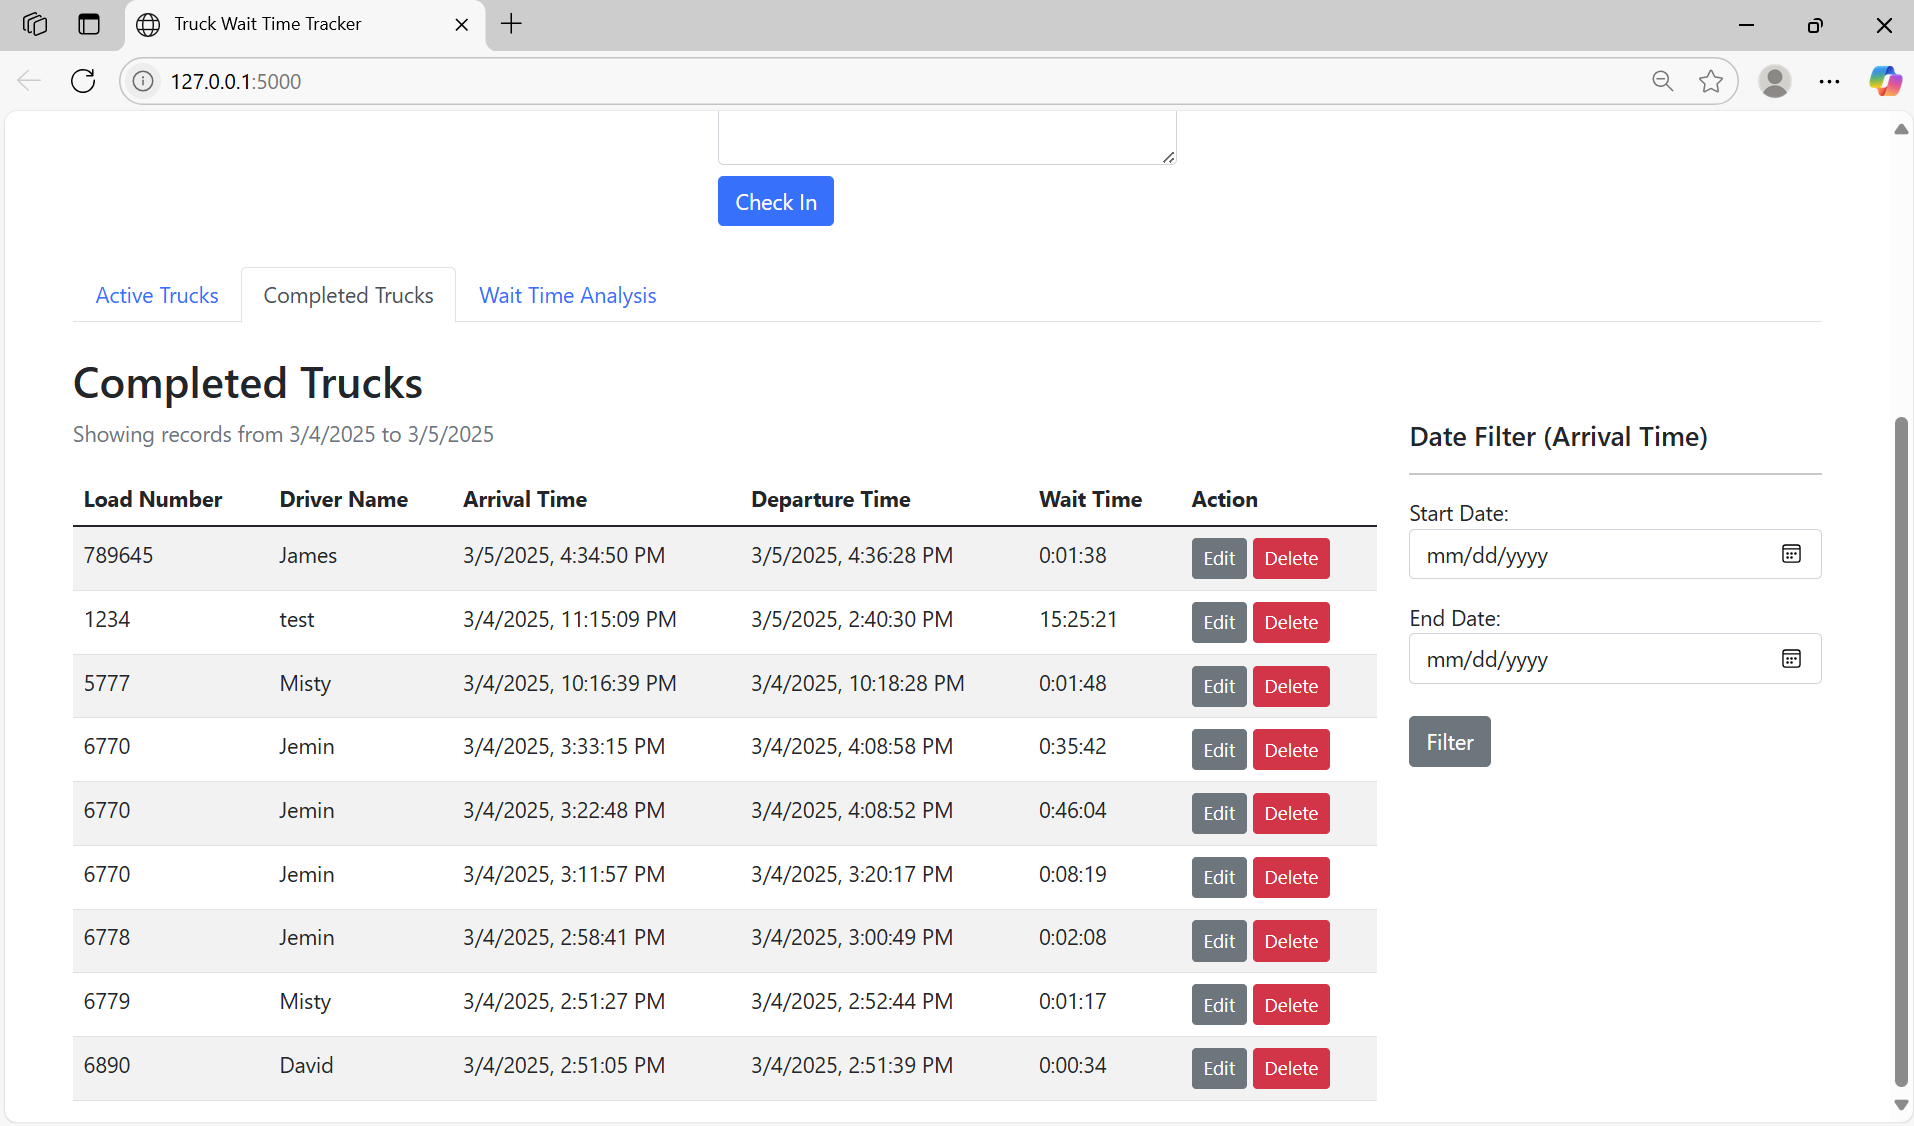 Truck Wait Time Tracker
127.0.0.1:5000
Check In
Active Trucks Completed Trucks Wait Time Analysis
Completed Trucks
Showing records from 3/4/2025 to 3/5/2025
Load Number Driver Name Arrival Time Departure Time Wait Time Action
789645 James 3/5/2025, 4:34:50 PM 3/5/2025, 4:36:28 PM 0:01:38 Edit Delete
1234 test 3/4/2025, 11:15:09 PM 3/5/2025, 2:40:30 PM 15:25:21 Edit Delete
5777 Misty 3/4/2025, 10:16:39 PM 3/4/2025, 10:18:28 PM 0:01:48 Edit Delete
6770 Jemin 3/4/2025, 3:33:15 PM 3/4/2025, 4:08:58 PM 0:35:42 Edit Delete
6770 Jemin 3/4/2025, 3:22:48 PM 3/4/2025, 4:08:52 PM 0:46:04 Edit Delete
6770 Jemin 3/4/2025, 3:11:57 PM 3/4/2025, 3:20:17 PM 0:08:19 Edit Delete
6778 Jemin 3/4/2025, 2:58:41 PM 3/4/2025, 3:00:49 PM 0:02:08 Edit Delete
6779 Misty 3/4/2025, 2:51:27 PM 3/4/2025, 2:52:44 PM 0:01:17 Edit Delete
6890 David 3/4/2025, 2:51:05 PM 3/4/2025, 2:51:39 PM 0:00:34 Edit Delete
Date Filter (Arrival Time)
Start Date:
mm/dd/yyyy
End Date:
mm/dd/yyyy
Filter